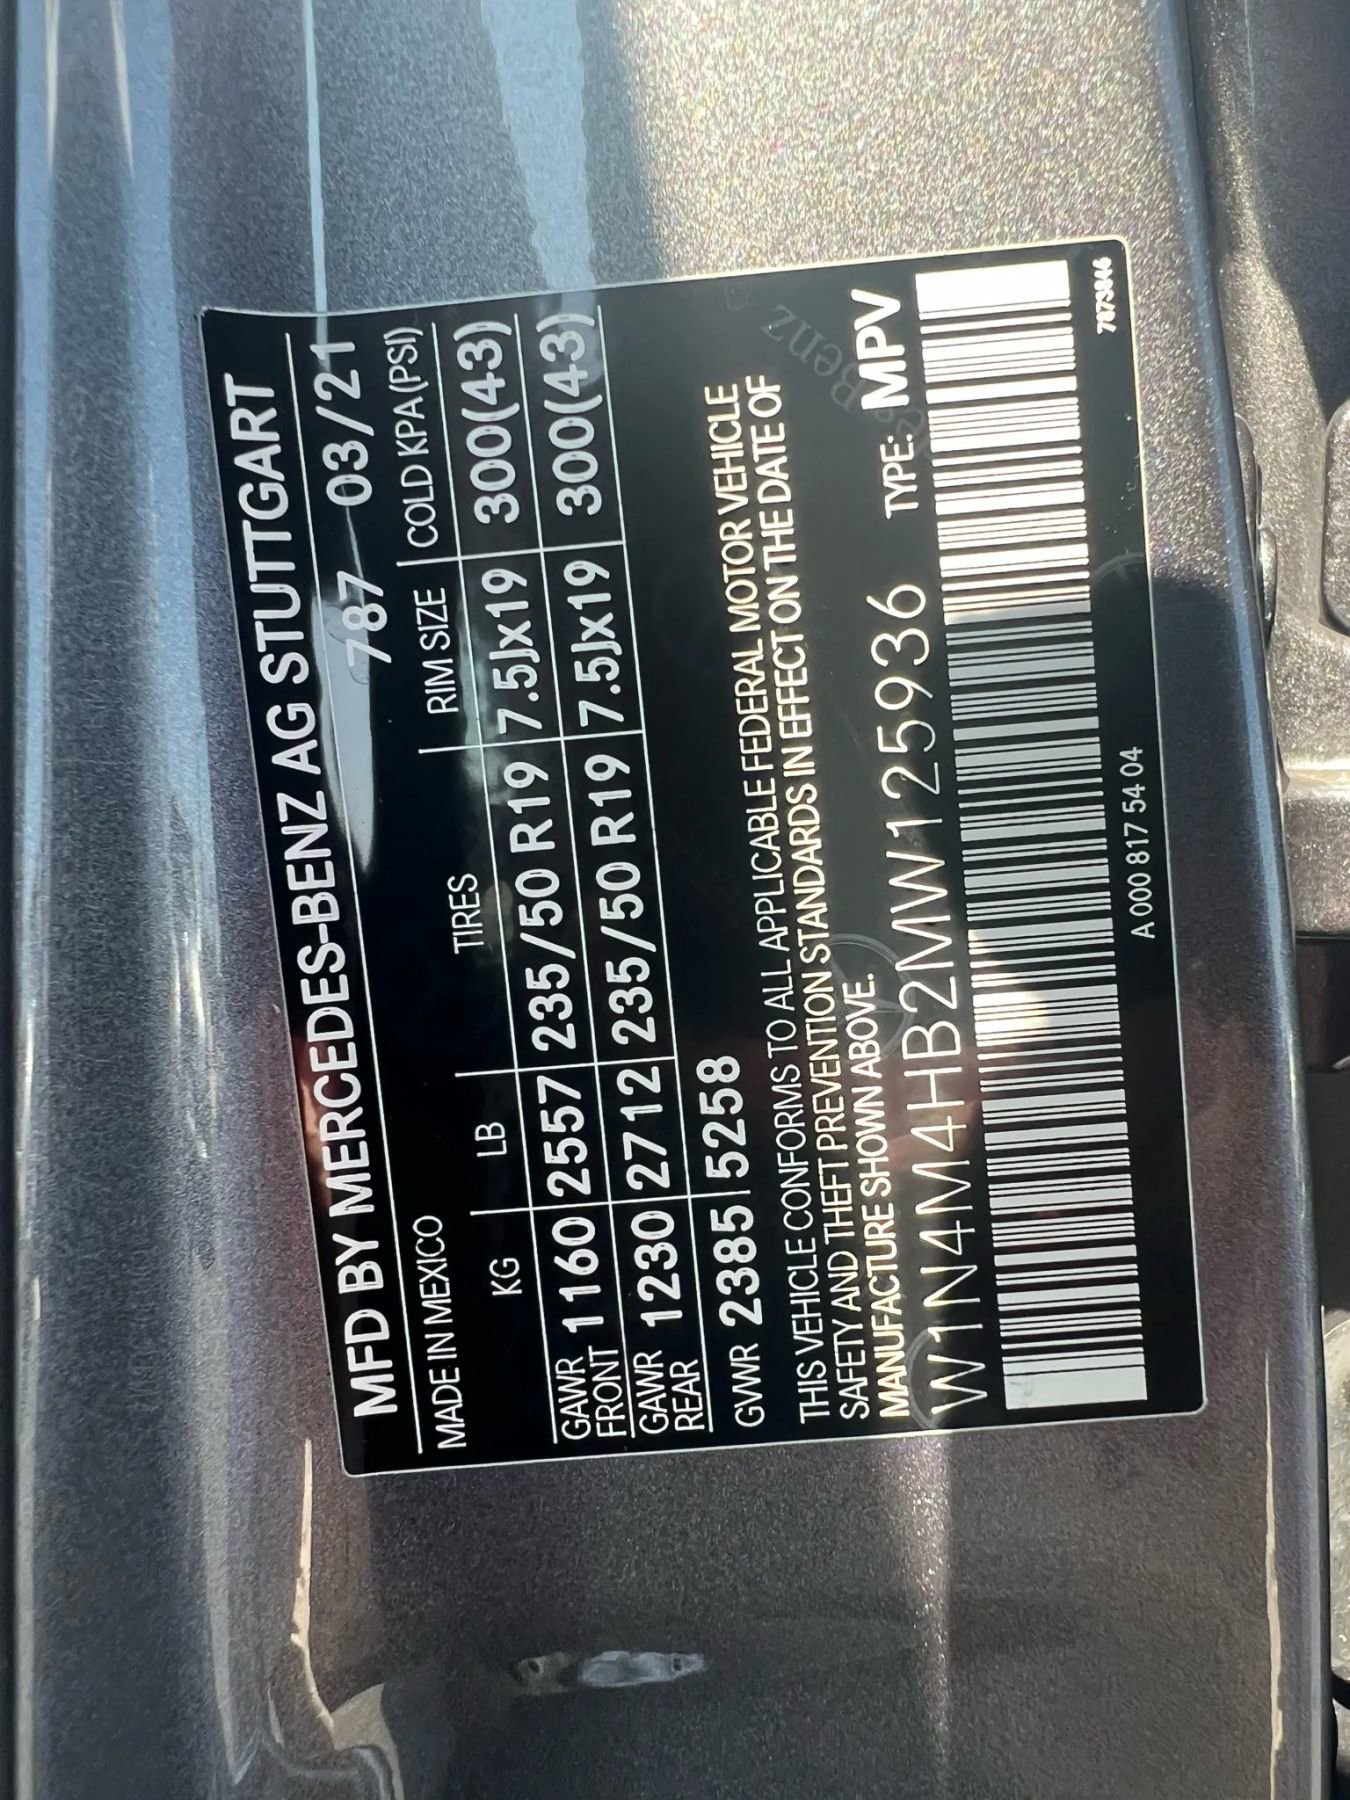 MFD BY MERCEDES-BENZ AG STUTTGART
MADE IN MEXICO 787 03/21
KG LB TIRES RIM SIZE COLD KPA(PSI)
GAWR FRONT 1160 2557 235/50 R19 7.5Jx19 300(43)
GAWR REAR 1230 2712 235/50 R19 7.5Jx19 300(43)
GVWR 2385 5258
THIS VEHICLE CONFORMS TO ALL APPLICABLE FEDERAL MOTOR VEHICLE
SAFETY AND THEFT PREVENTION STANDARDS IN EFFECT ON THE DATE OF
MANUFACTURE SHOWN ABOVE.
W1N4M4HB2MW125936 TYPE: MPV
A 000 817 54 04
7873846